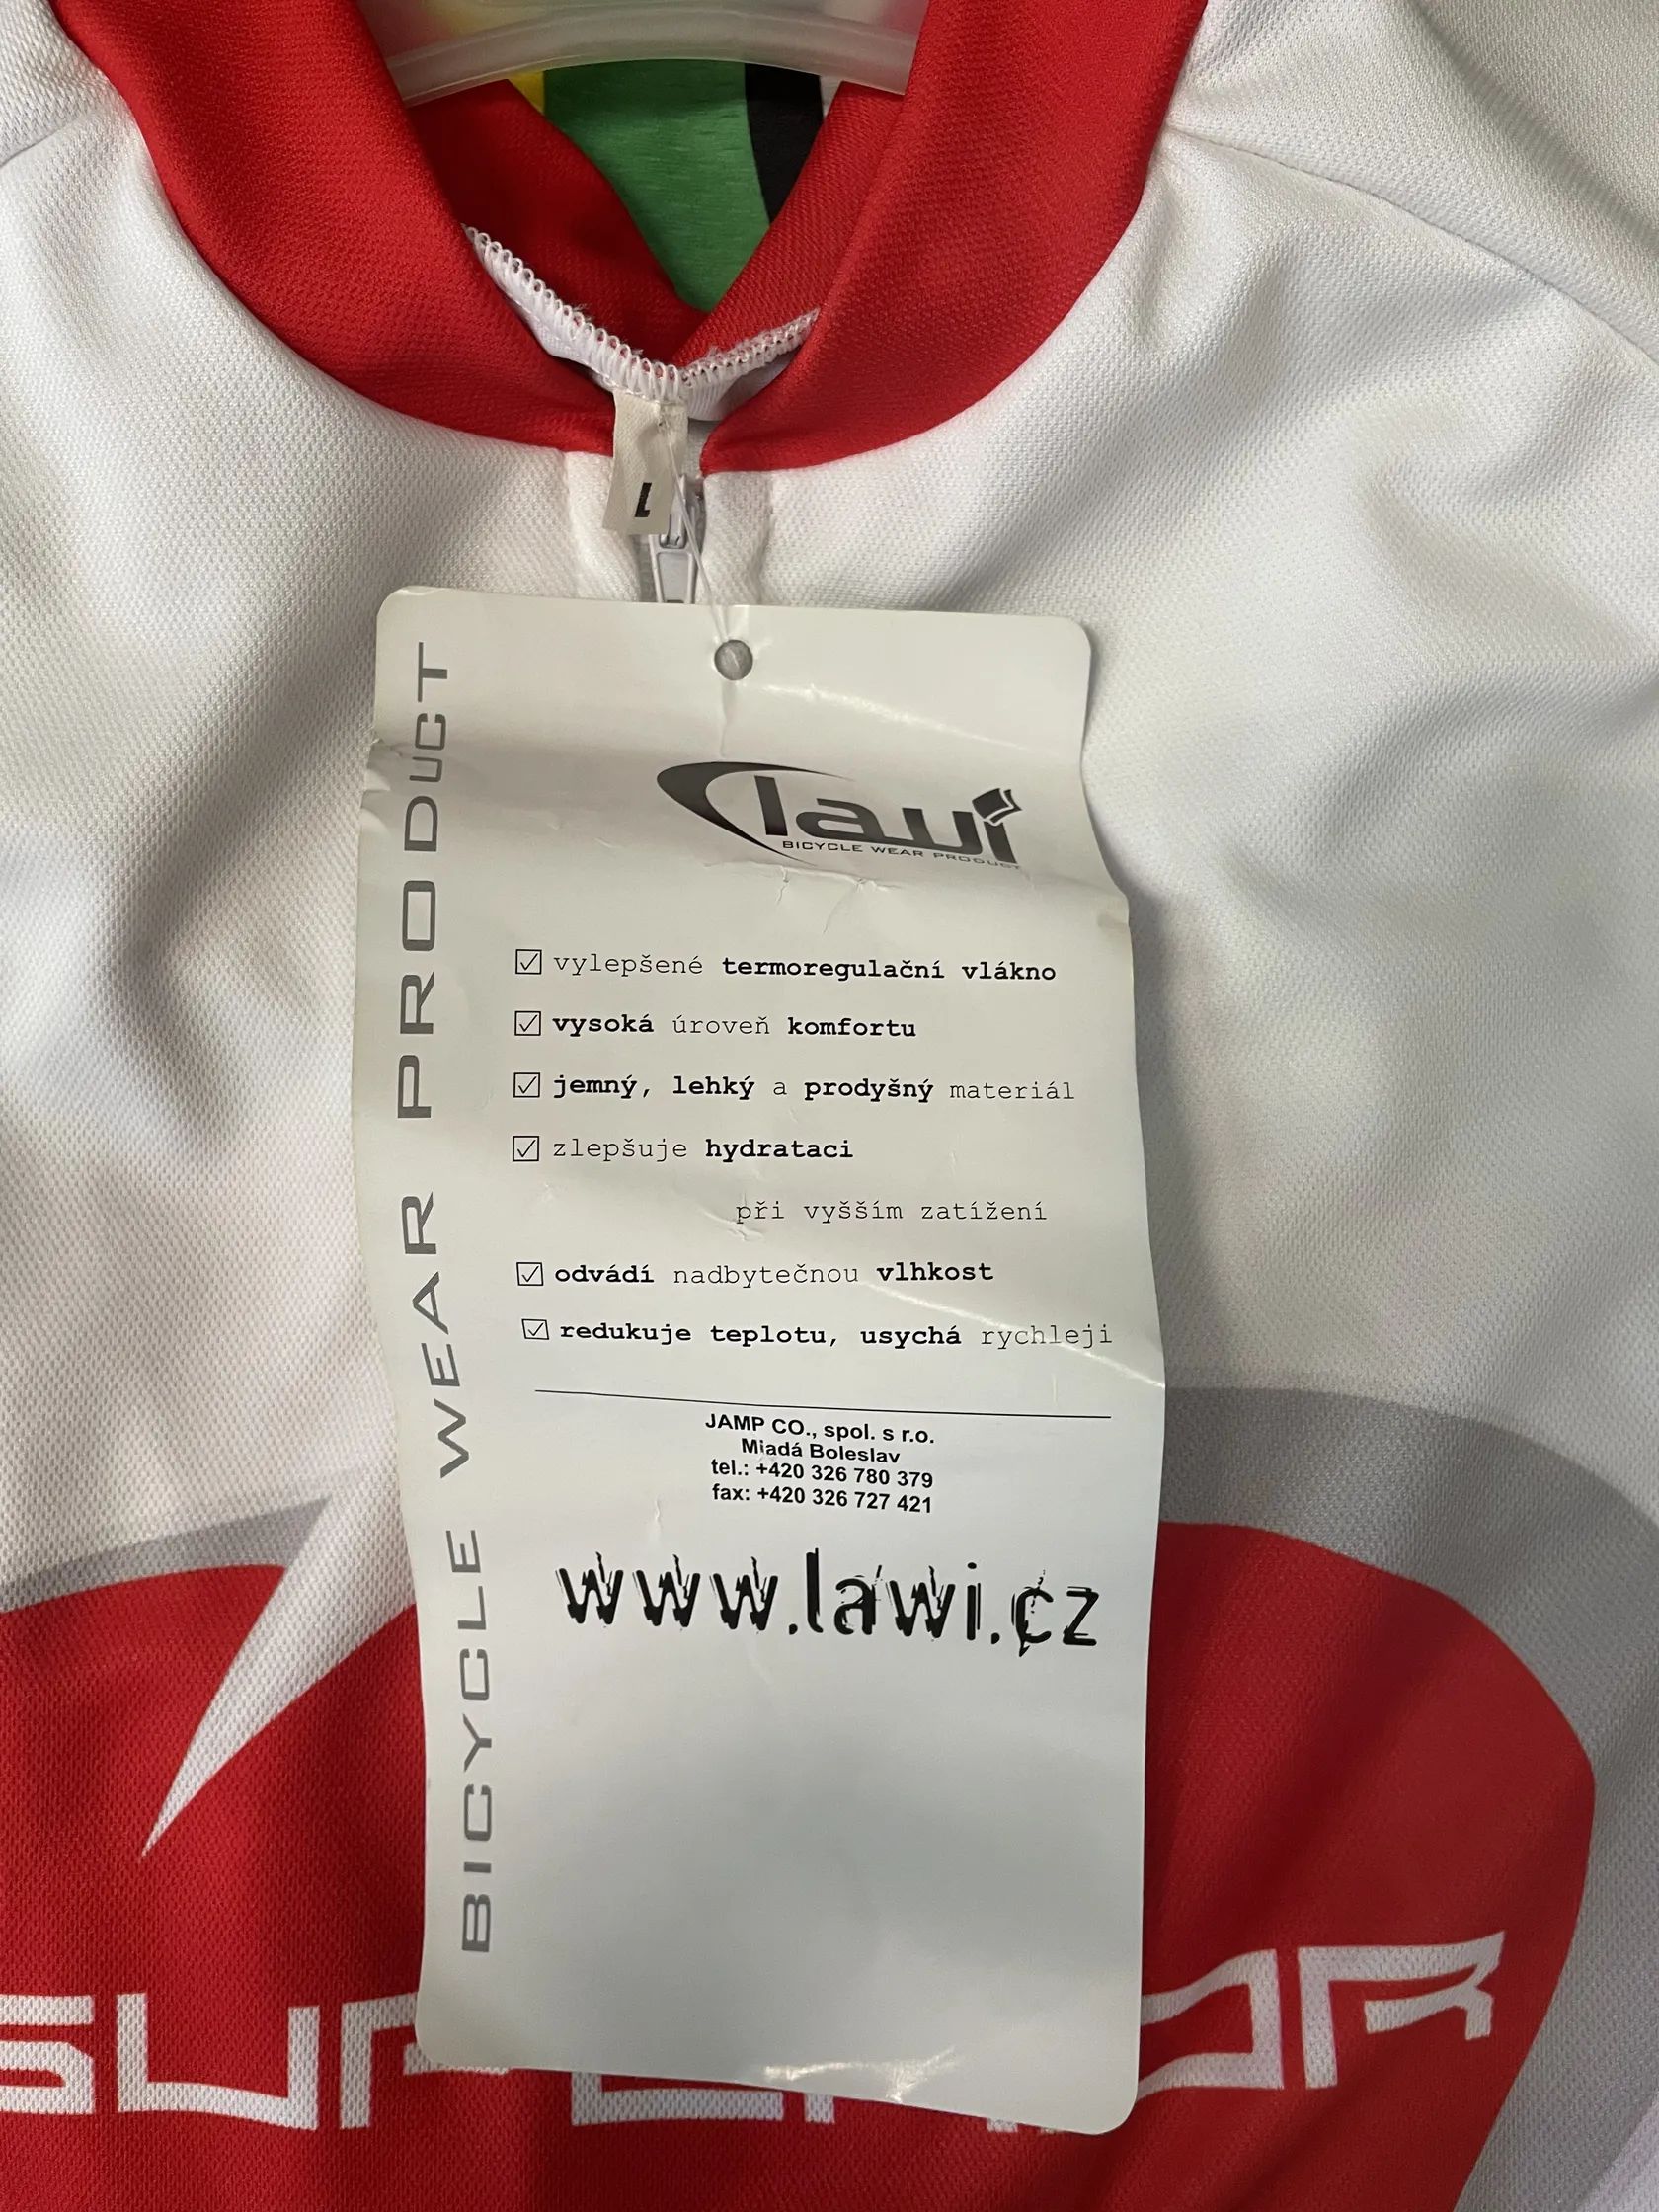 L
lawi
BICYCLE WEAR PRODUCT
BICYCLE WEAR PRODUCT
vylepšené termoregulační vlákno
vysoká úroveň komfortu
jemný, lehký a prodyšný materiál
zlepšuje hydrataci
při vyšším zatížení
odvádí nadbytečnou vlhkost
redukuje teplotu, usychá rychleji
JAMP CO., spol. s r.o.
Mladá Boleslav
tel.: +420 326 780 379
fax: +420 326 727 421
www.lawi.cz